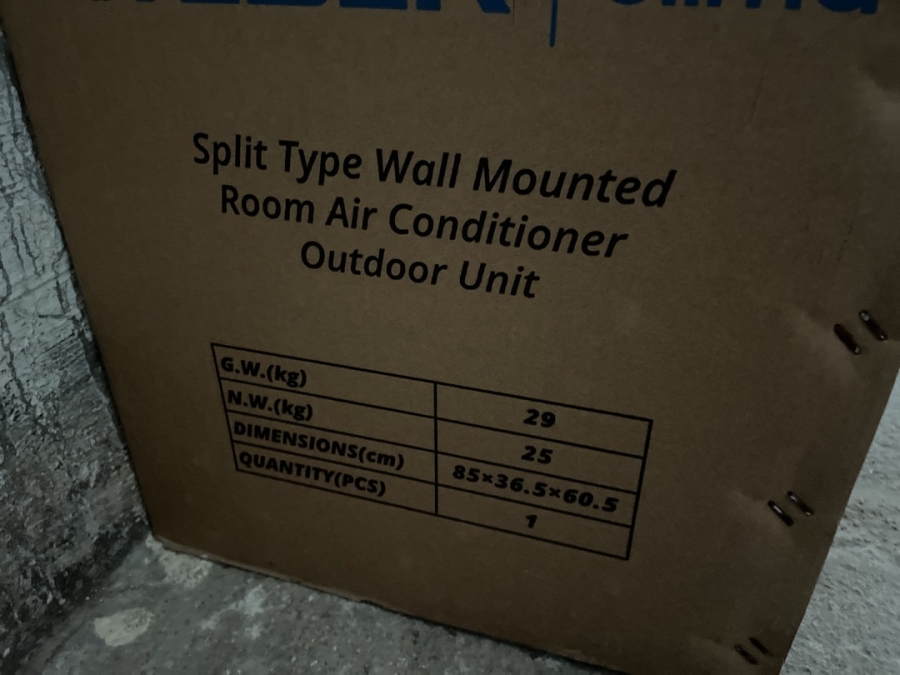 Split Type Wall Mounted
Room Air Conditioner
Outdoor Unit
G.W.(kg) 29
N.W.(kg) 25
DIMENSIONS(cm) 85×36.5×60.5
QUANTITY(PCS) 1